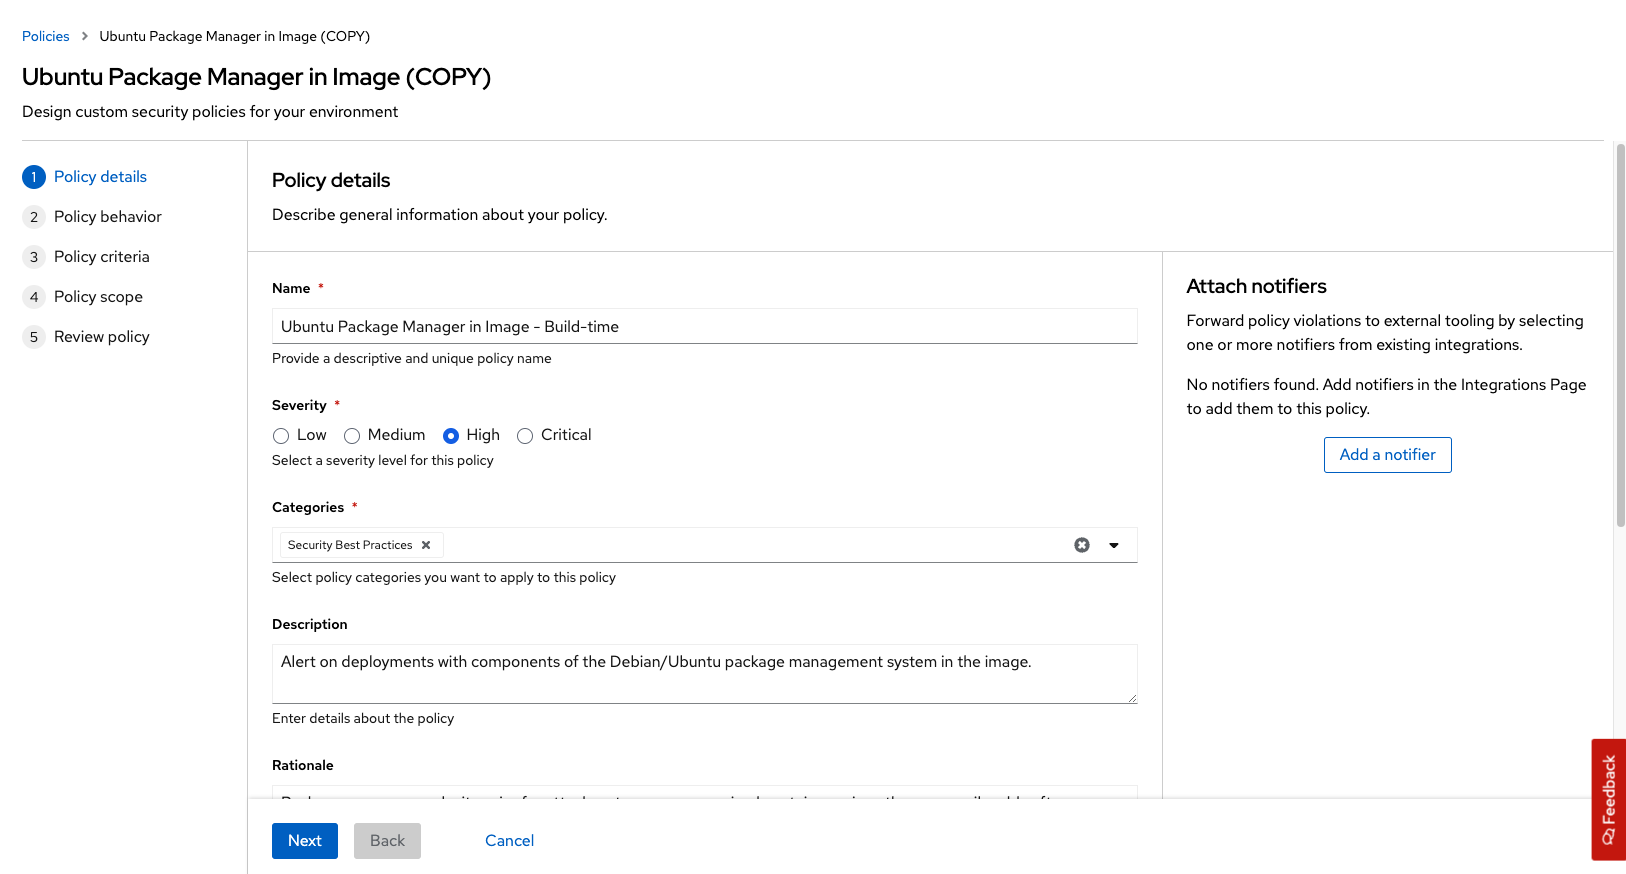 Policies > Ubuntu Package Manager in Image (COPY)
Ubuntu Package Manager in Image (COPY)
Design custom security policies for your environment
1 Policy details
2 Policy behavior
3 Policy criteria
4 Policy scope
5 Review policy
Policy details
Describe general information about your policy.
Name *
Ubuntu Package Manager in Image - Build-time
Provide a descriptive and unique policy name
Severity *
Low Medium High Critical
Select a severity level for this policy
Categories *
Security Best Practices
Select policy categories you want to apply to this policy
Description
Alert on deployments with components of the Debian/Ubuntu package management system in the image.
Enter details about the policy
Rationale
Attach notifiers
Forward policy violations to external tooling by selecting
one or more notifiers from existing integrations.
No notifiers found. Add notifiers in the Integrations Page
to add them to this policy.
Add a notifier
Next Back Cancel
Feedback